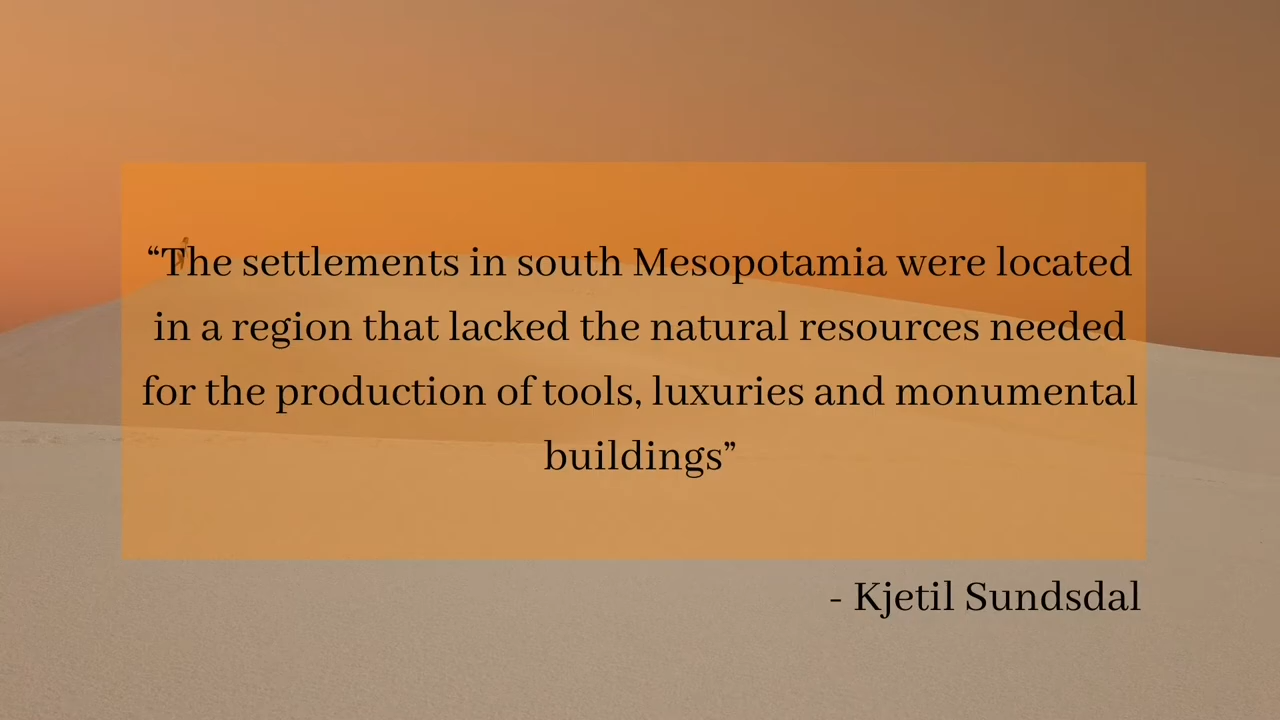 “The settlements in south Mesopotamia were located
in a region that lacked the natural resources needed
for the production of tools, luxuries and monumental
buildings”
- Kjetil Sundsdal